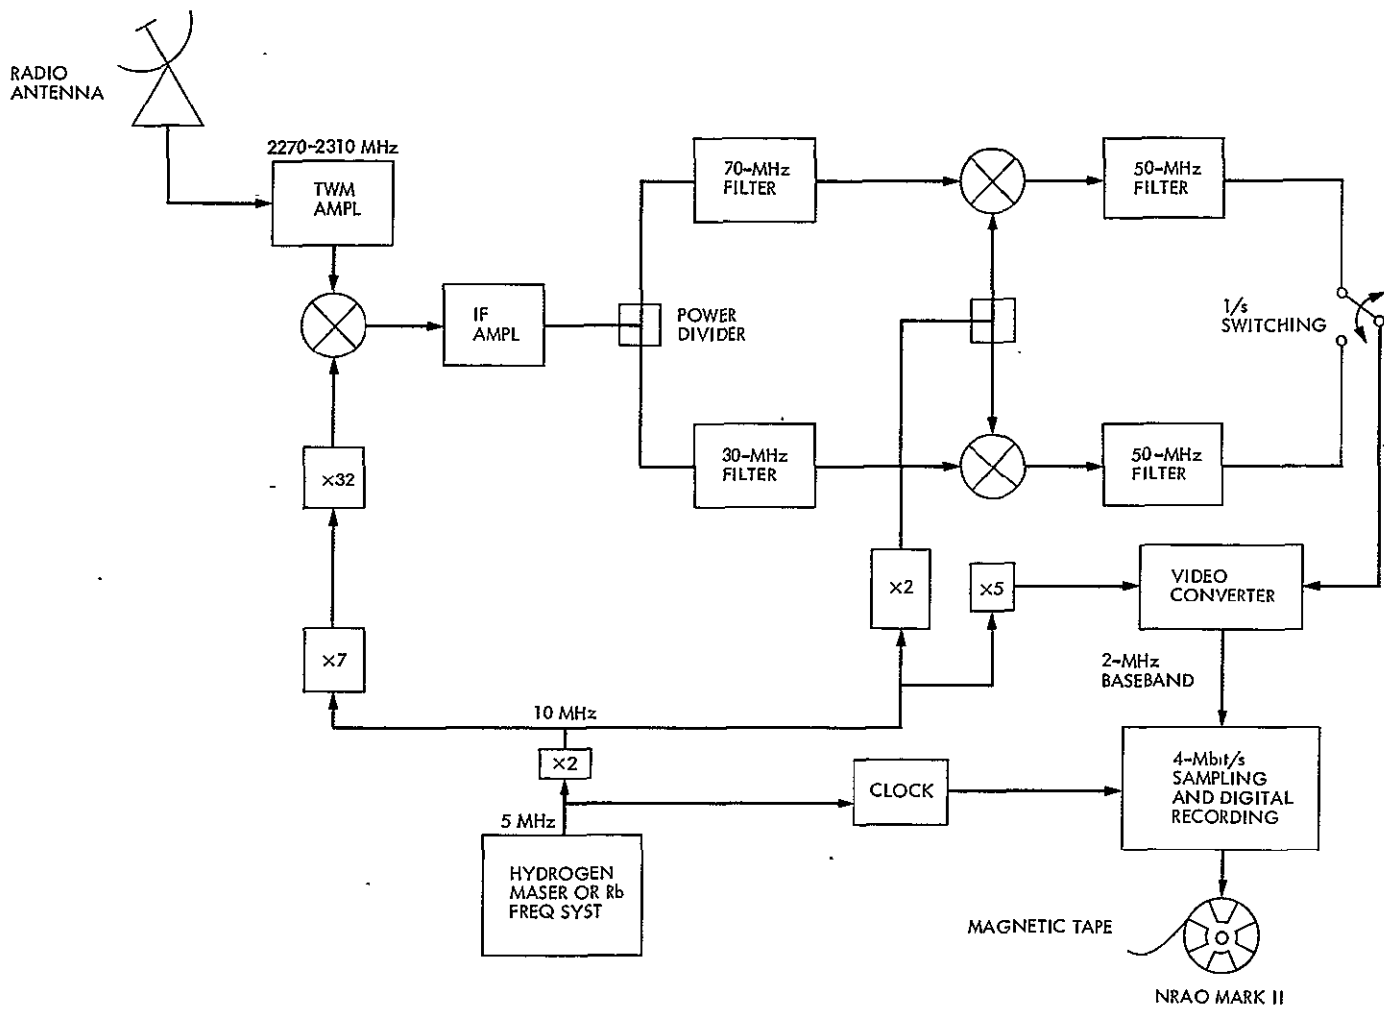 RADIO
ANTENNA
2270-2310 MHz
TWM
AMPL
70-MHz
FILTER
50-MHz
FILTER
IF
AMPL
POWER
DIVIDER
1/s
SWITCHING
30-MHz
FILTER
50-MHz
FILTER
×32
×2
×5
VIDEO
CONVERTER
×7
2-MHz
BASEBAND
10 MHz
×2
CLOCK
4-Mbit/s
SAMPLING
AND DIGITAL
RECORDING
5 MHz
HYDROGEN
MASER OR Rb
FREQ SYST
MAGNETIC TAPE
NRAO MARK II